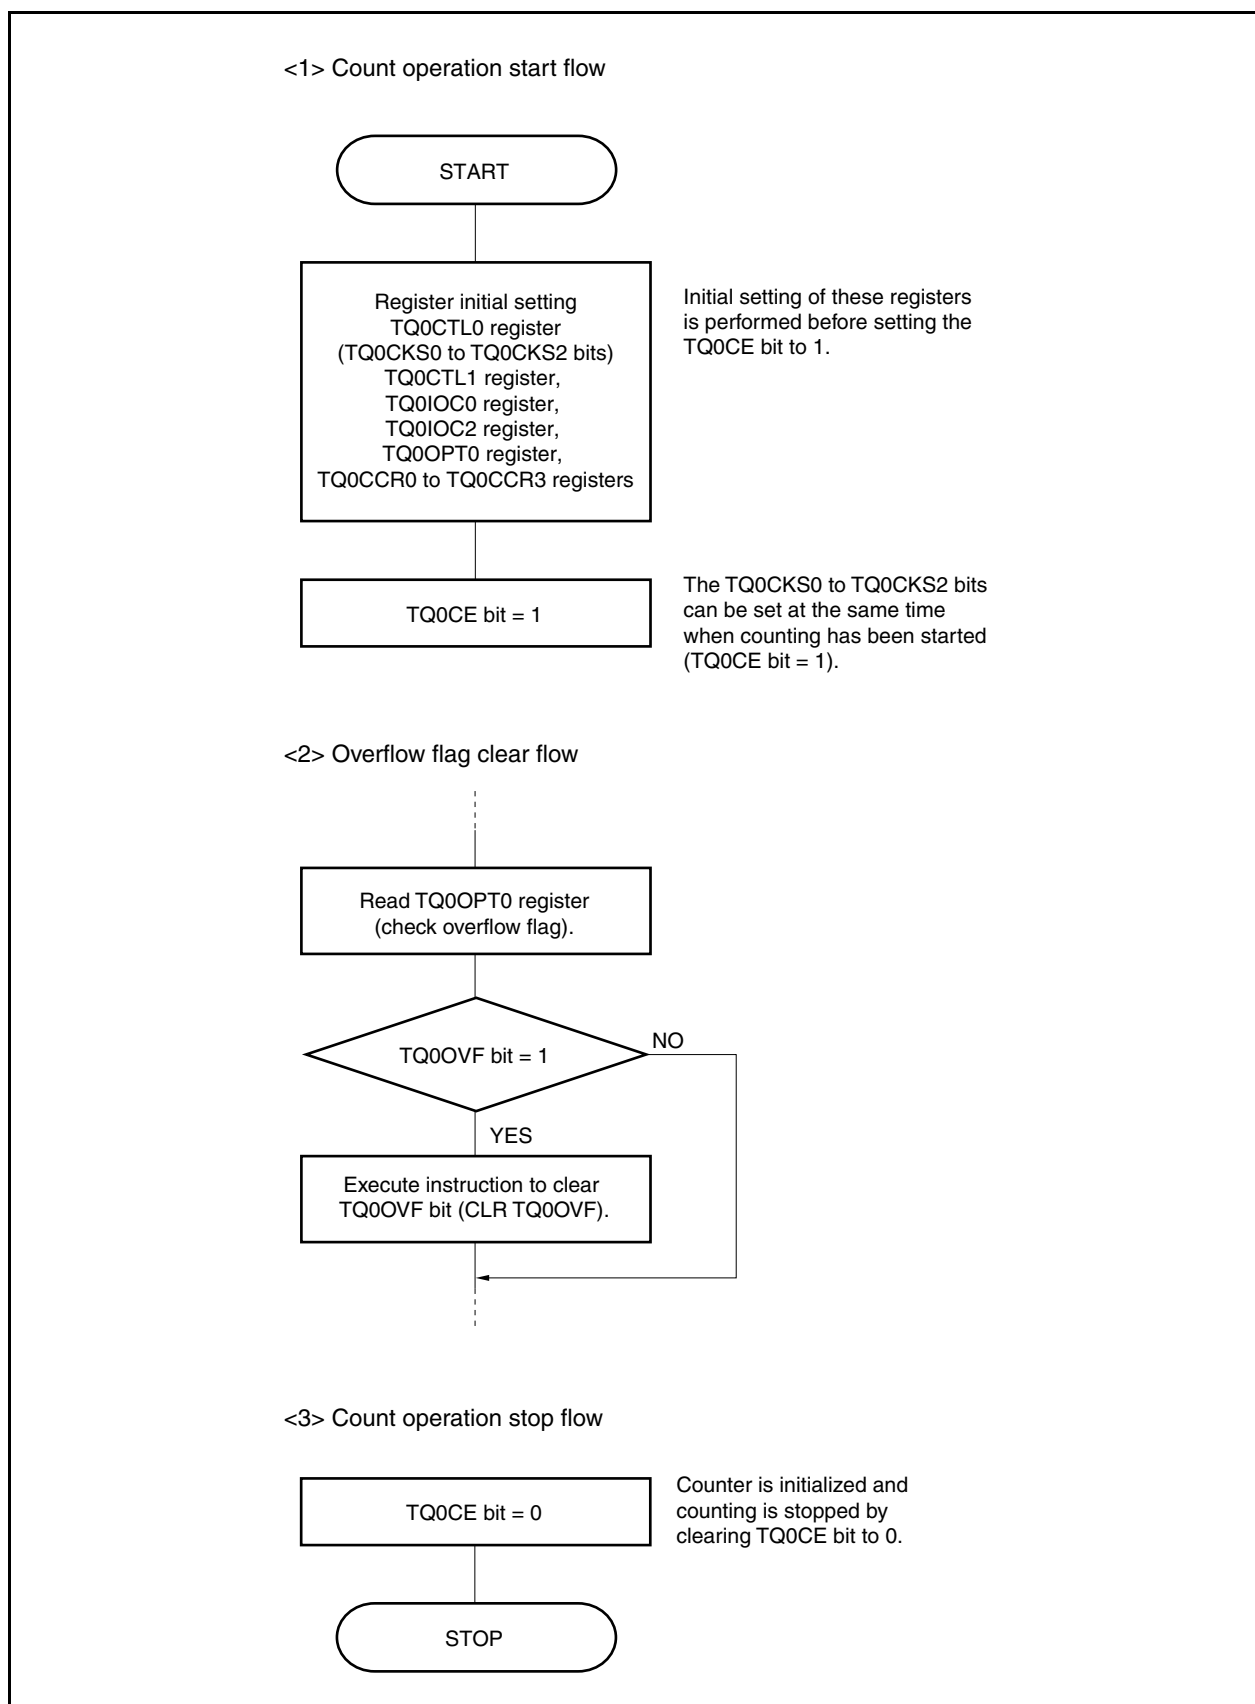 <1> Count operation start flow
START
Register initial setting
TQ0CTL0 register
(TQ0CKS0 to TQ0CKS2 bits)
TQ0CTL1 register,
TQ0IOC0 register,
TQ0IOC2 register,
TQ0OPT0 register,
TQ0CCR0 to TQ0CCR3 registers
Initial setting of these registers
is performed before setting the
TQ0CE bit to 1.
TQ0CE bit = 1
The TQ0CKS0 to TQ0CKS2 bits
can be set at the same time
when counting has been started
(TQ0CE bit = 1).
<2> Overflow flag clear flow
Read TQ0OPT0 register
(check overflow flag).
TQ0OVF bit = 1
NO
YES
Execute instruction to clear
TQ0OVF bit (CLR TQ0OVF).
<3> Count operation stop flow
TQ0CE bit = 0
Counter is initialized and
counting is stopped by
clearing TQ0CE bit to 0.
STOP